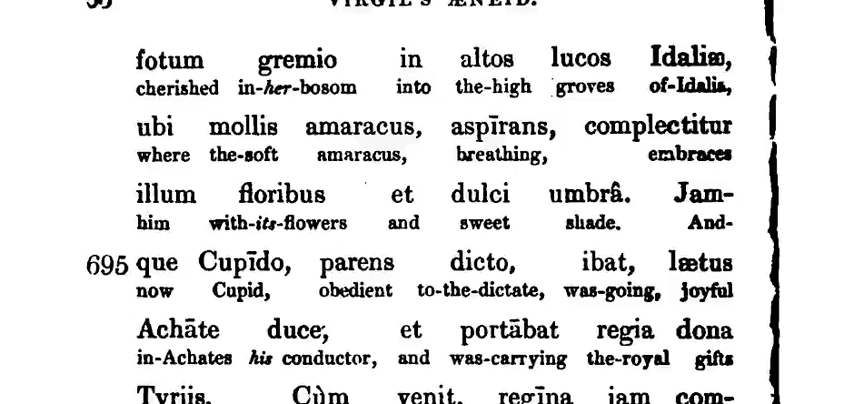 VIRGIL'S ÆNEID.
fotum gremio in altos lucos Idaliæ,
cherished in-her-bosom into the-high groves of-Idalia,
ubi mollis amaracus, aspīrans, complectitur
where the-soft amaracus, breathing, embraces
illum floribus et dulci umbrâ. Jam-
him with-its-flowers and sweet shade. And-
695 que Cupīdo, parens dicto, ibat, lætus
now Cupid, obedient to-the-dictate, was-going, joyful
Achāte duce, et portābat regia dona
in-Achates his conductor, and was-carrying the-royal gifts
Tyriis. Cùm venit, regīna jam com-